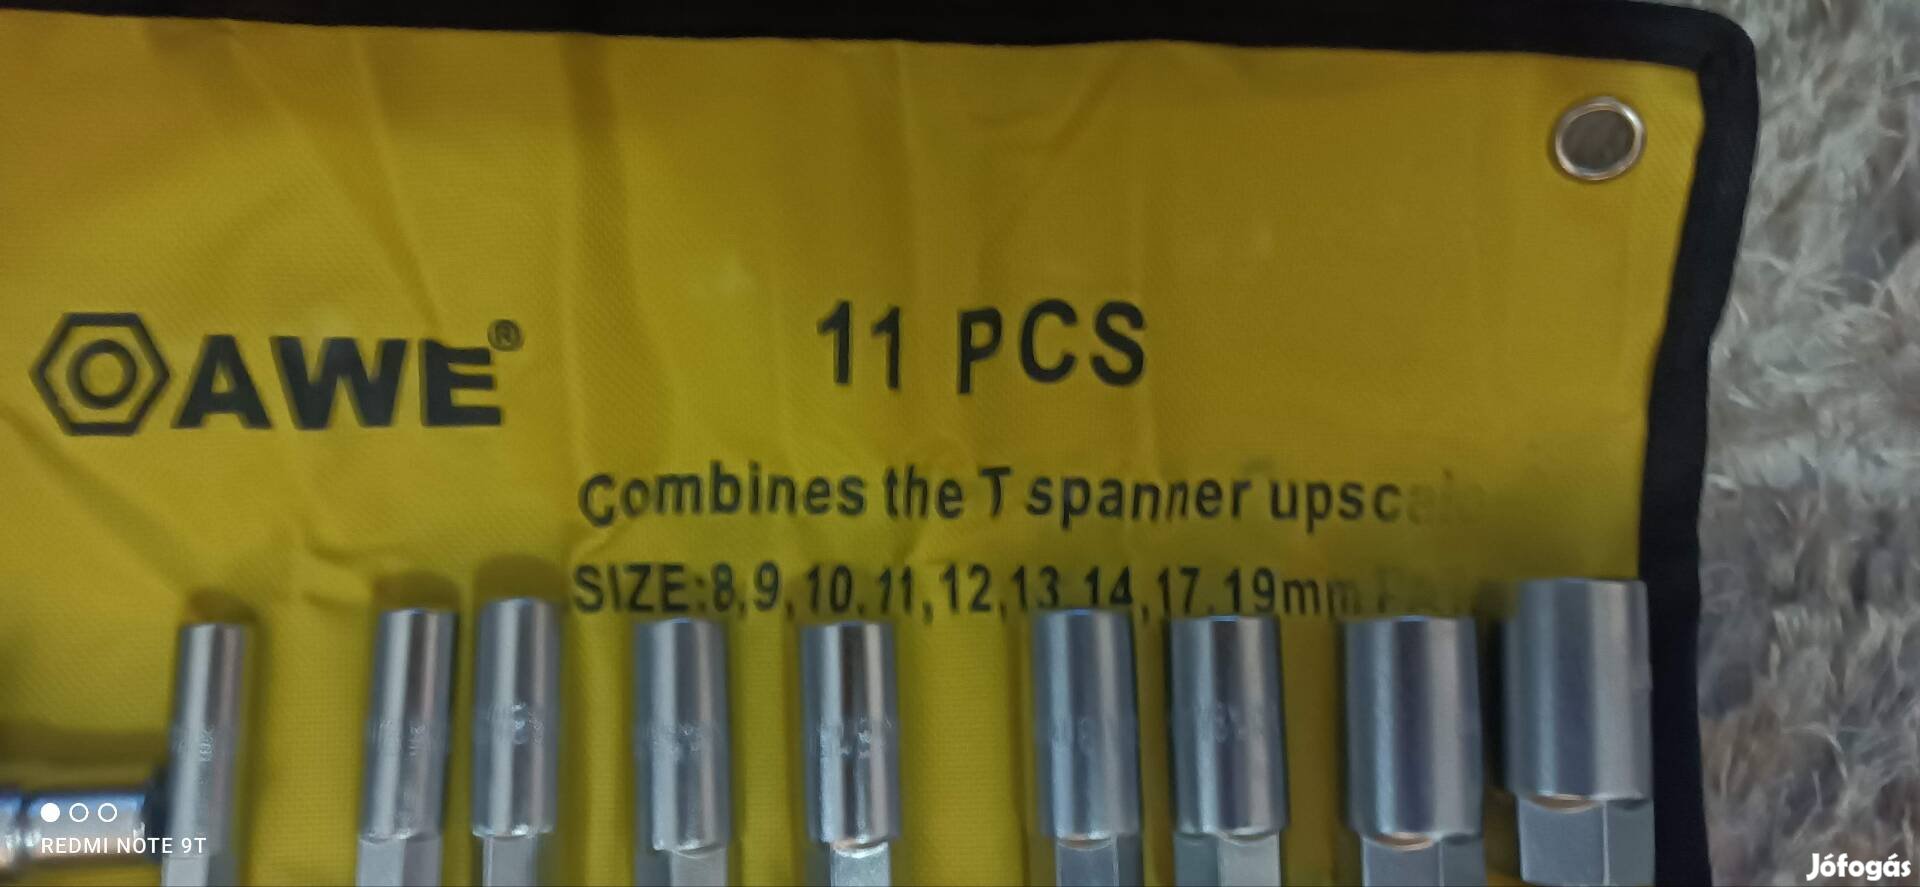 AWE®
11 PCS
Combines the T spanner
SIZE:8,9,10,11,12,13,14,17,19mm
REDMI NOTE 9T
Jófogás